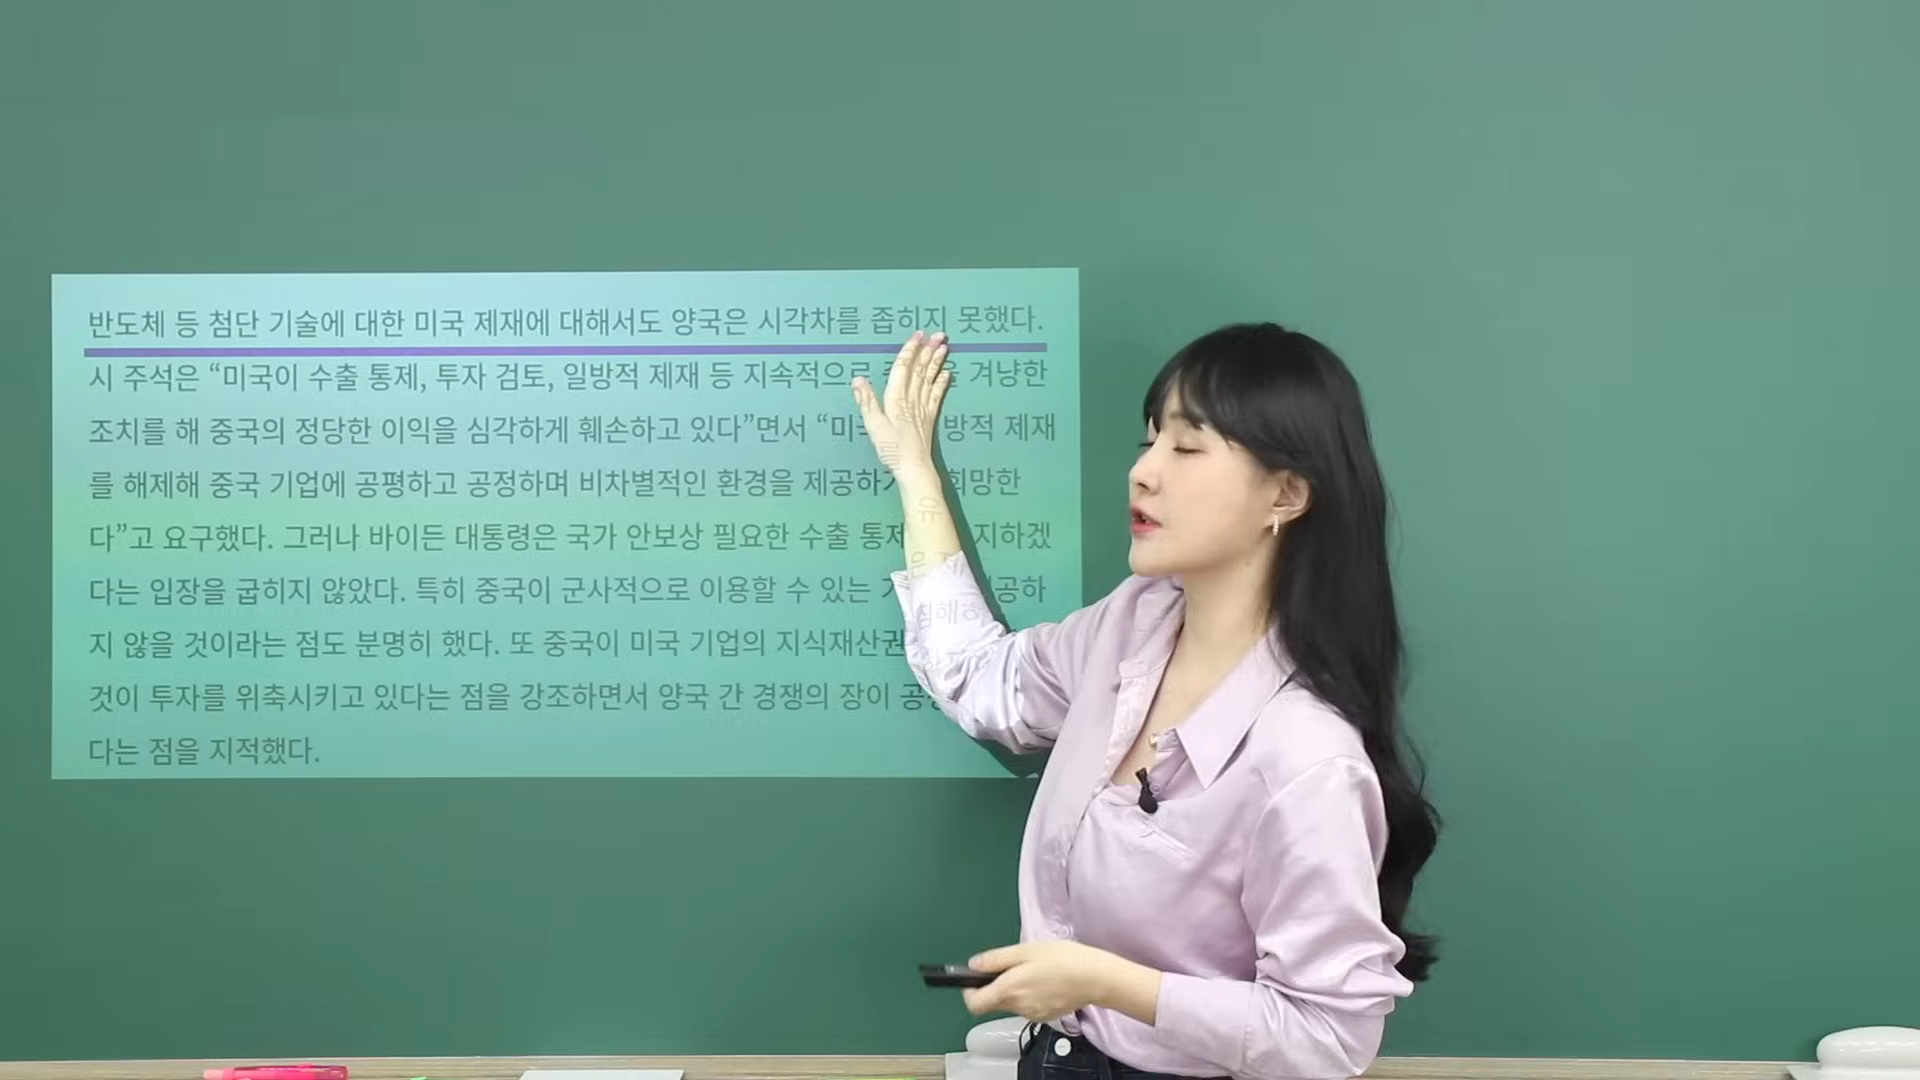 반도체 등 첨단 기술에 대한 미국 제재에 대해서도 양국은 시각차를 좁히지 못했다.
시 주석은 “미국이 수출 통제, 투자 검토, 일방적 제재 등 지속적으로 겨냥한
조치를 해 중국의 정당한 이익을 심각하게 훼손하고 있다”면서 “미 방적 제재
를 해제해 중국 기업에 공평하고 공정하며 비차별적인 환경을 제공하기 희망한
다”고 요구했다. 그러나 바이든 대통령은 국가 안보상 필요한 수출 통제 유지하겠
다는 입장을 굽히지 않았다. 특히 중국이 군사적으로 이용할 수 있는 제공하
지 않을 것이라는 점도 분명히 했다. 또 중국이 미국 기업의 지식재산권 침해하
것이 투자를 위축시키고 있다는 점을 강조하면서 양국 간 경쟁의 장이
다는 점을 지적했다.